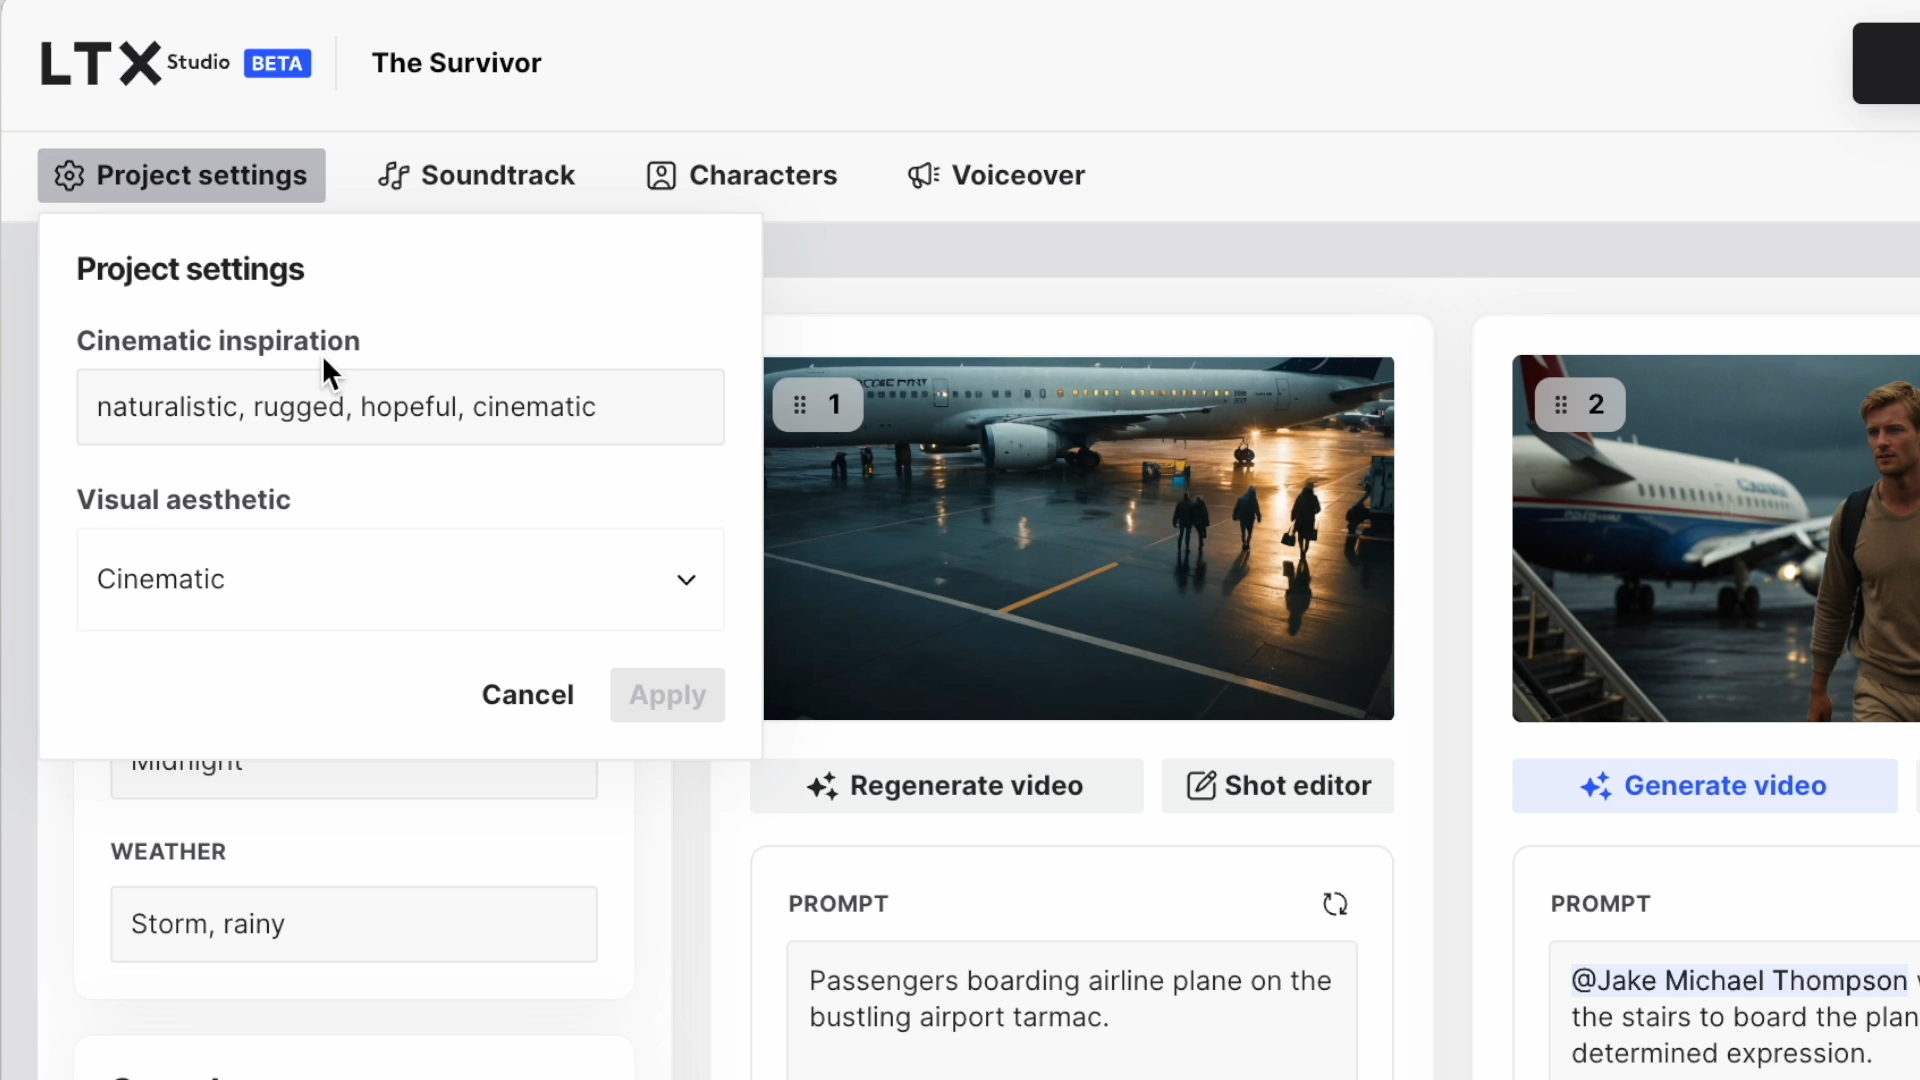 LTX Studio BETA
The Survivor
Project settings
Soundtrack
Characters
Voiceover
Project settings
Cinematic inspiration
naturalistic, rugged, hopeful, cinematic
Visual aesthetic
Cinematic
Cancel
Apply
Midnight
WEATHER
Storm, rainy
1
Regenerate video
Shot editor
PROMPT
Passengers boarding airline plane on the
bustling airport tarmac.
2
Generate video
PROMPT
@Jake Michael Thompson
the stairs to board the plan
determined expression.